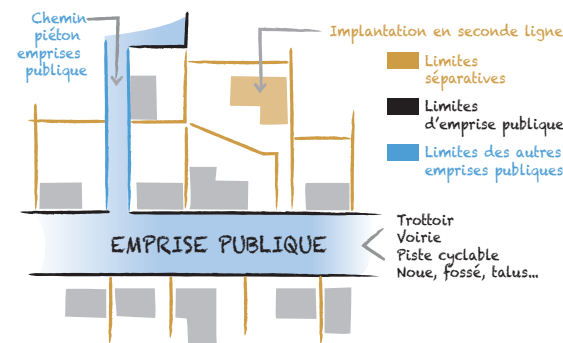 Chemin
piéton
emprises
publique
Implantation en seconde ligne
Limites
séparatives
Limites
d'emprise publique
Limites des autres
emprises publiques
EMPRISE PUBLIQUE
Trottoir
Voirie
Piste cyclable
Noue, fossé, talus...